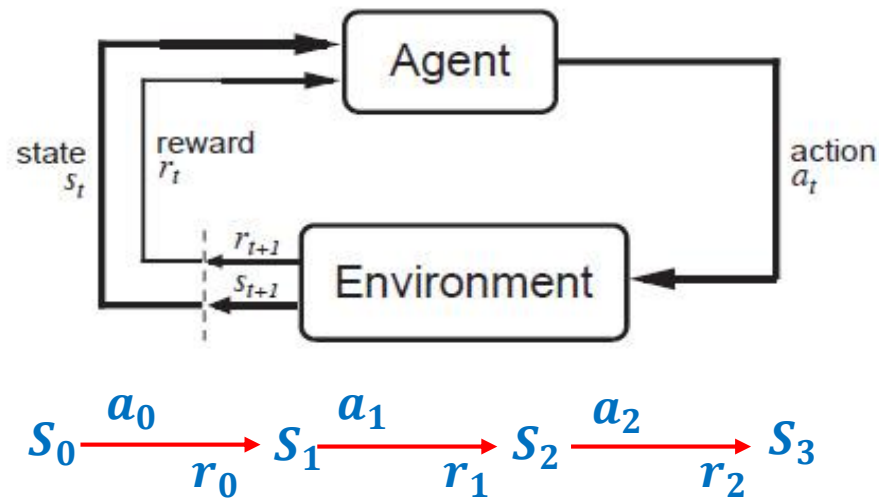 Agent
state
s_t
reward
r_t
action
a_t
r_{t+1}
s_{t+1}
Environment
S_0 a_0 r_0 S_1 a_1 r_1 S_2 a_2 r_2 S_3